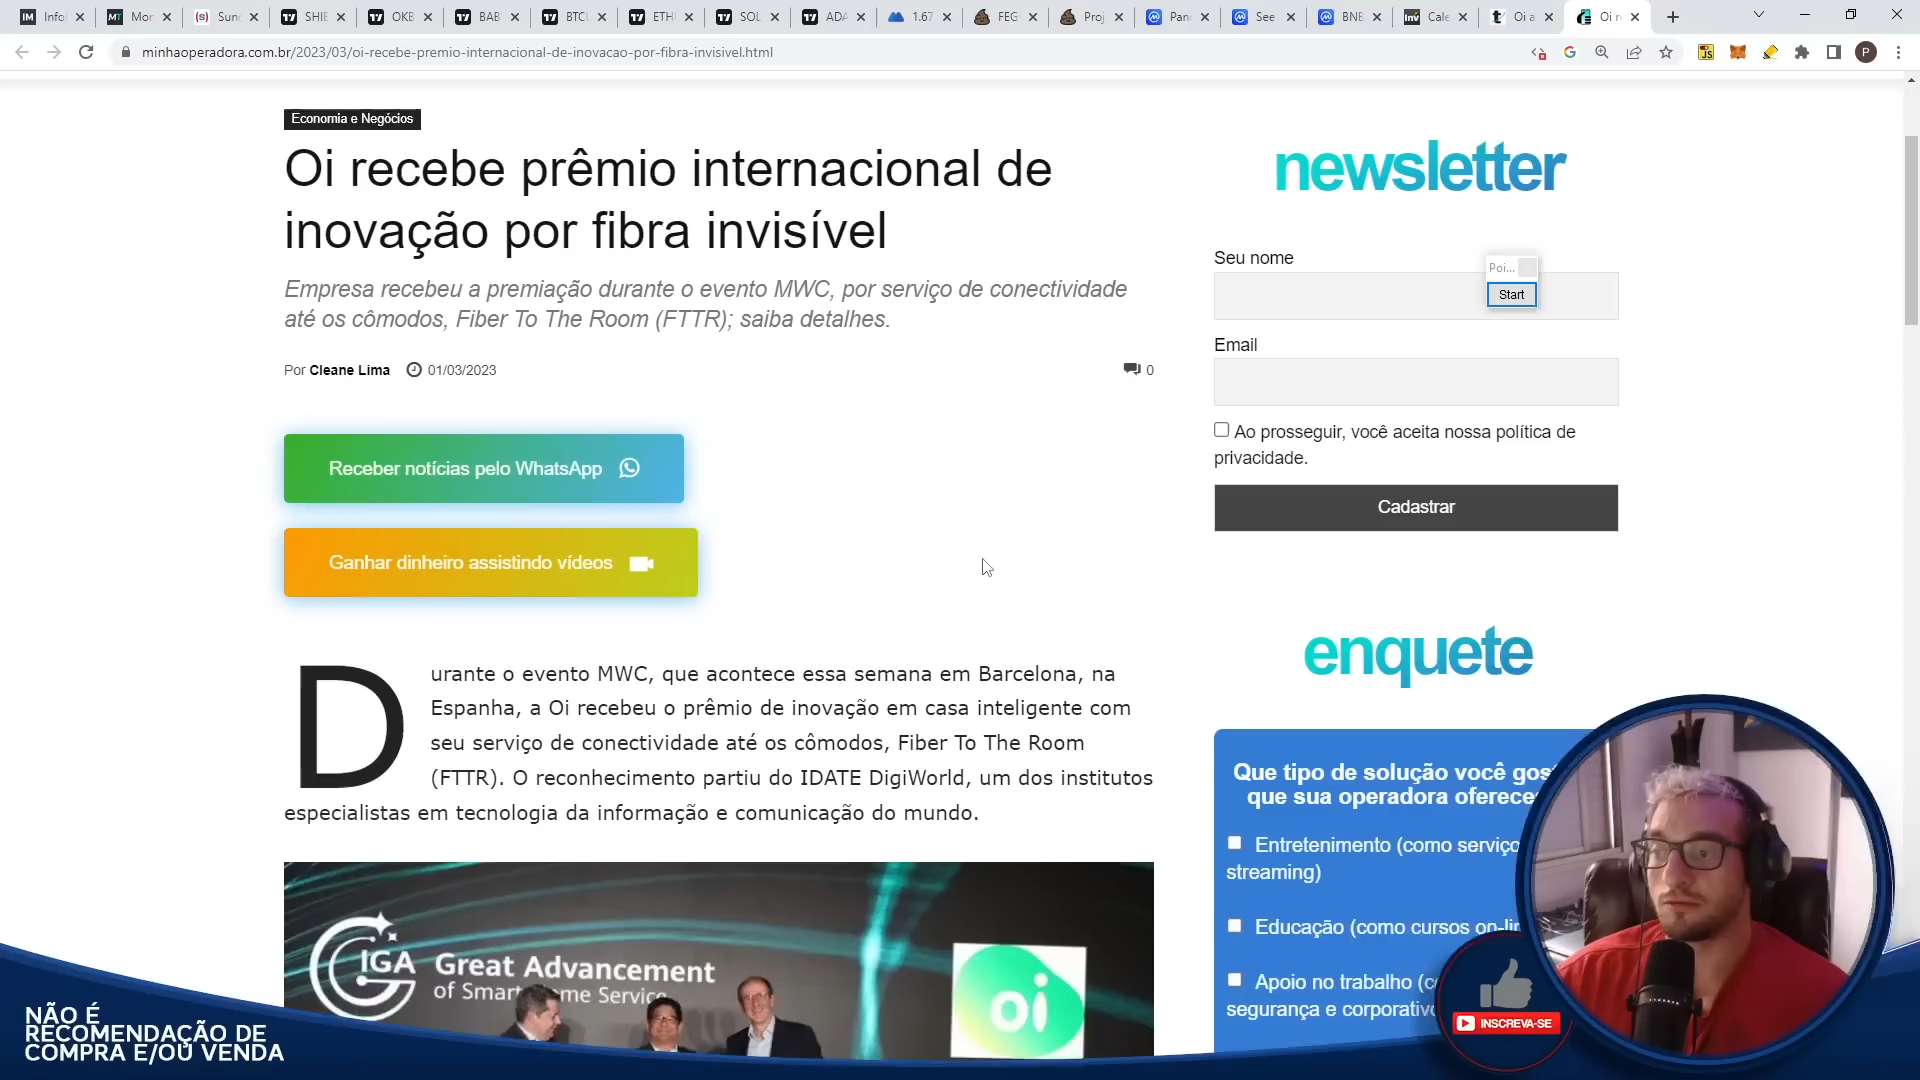 Infol
Mor
Sunc
SHIE
OKB
BAB
BTCU
ETHI
SOL
ADA
1.67
FEG
Proj
Pan
See
BNB
Cale
Oi a
Oi r
minhaoperadora.com.br/2023/03/oi-recebe-premio-internacional-de-inovacao-por-fibra-invisivel.html
Economia e Negócios
Oi recebe prêmio internacional de
inovação por fibra invisível
Empresa recebeu a premiação durante o evento MWC, por serviço de conectividade
até os cômodos, Fiber To The Room (FTTR); saiba detalhes.
Por Cleane Lima 01/03/2023
0
Receber notícias pelo WhatsApp
Ganhar dinheiro assistindo vídeos
Durante o evento MWC, que acontece essa semana em Barcelona, na
Espanha, a Oi recebeu o prêmio de inovação em casa inteligente com
seu serviço de conectividade até os cômodos, Fiber To The Room
(FTTR). O reconhecimento partiu do IDATE DigiWorld, um dos institutos
especialistas em tecnologia da informação e comunicação do mundo.
IGA
Great Advancement
of Smart
Service
oi
newsletter
Seu nome
Poi...
Start
Email
Ao prosseguir, você aceita nossa política de
privacidade.
Cadastrar
enquete
Que tipo de solução você gos
que sua operadora oferece
Entretenimento (como serviço
streaming)
Educação (como cursos on-lin
Apoio no trabalho (c
segurança e corporativo
INSCREVA-SE
NÃO É
RECOMENDAÇÃO DE
COMPRA E/OU VENDA